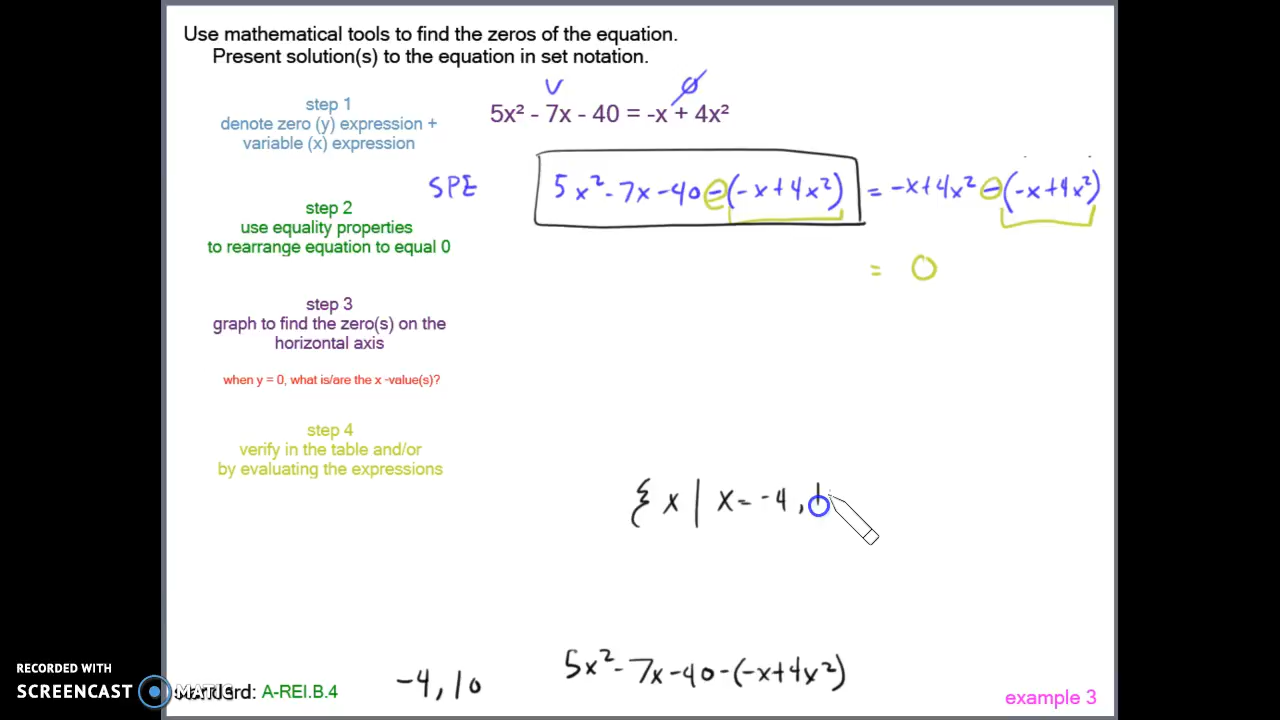 Use mathematical tools to find the zeros of the equation.
Present solution(s) to the equation in set notation.
step 1
denote zero (y) expression +
variable (x) expression
5x² - 7x - 40 = -x + 4x²
SPE
5x²-7x-40-(-x+4x²) = -x+4x²-(-x+4x²)
= 0
step 2
use equality properties
to rearrange equation to equal 0
step 3
graph to find the zero(s) on the
horizontal axis
when y = 0, what is/are the x -value(s)?
step 4
verify in the table and/or
by evaluating the expressions
{ x | x = -4, 1
-4, 10
5x²-7x-40-(-x+4x²)
RECORDED WITH
SCREENCAST MATIC
A-REI.B.4
example 3